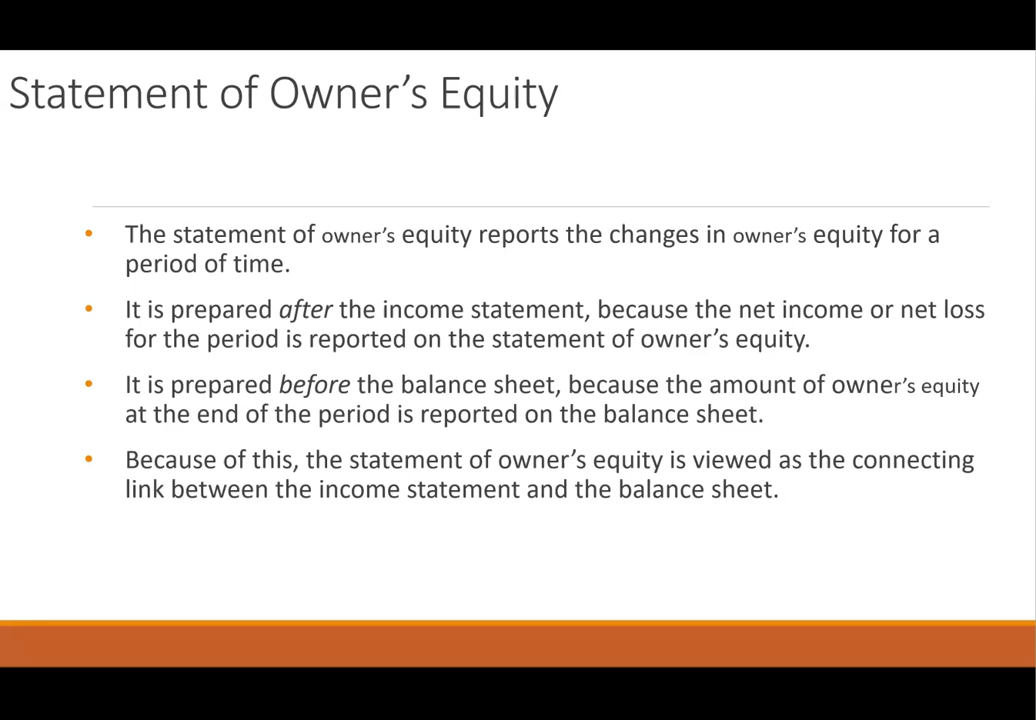 Statement of Owner’s Equity
• The statement of owner’s equity reports the changes in owner’s equity for a
period of time.
• It is prepared after the income statement, because the net income or net loss
for the period is reported on the statement of owner’s equity.
• It is prepared before the balance sheet, because the amount of owner’s equity
at the end of the period is reported on the balance sheet.
• Because of this, the statement of owner’s equity is viewed as the connecting
link between the income statement and the balance sheet.